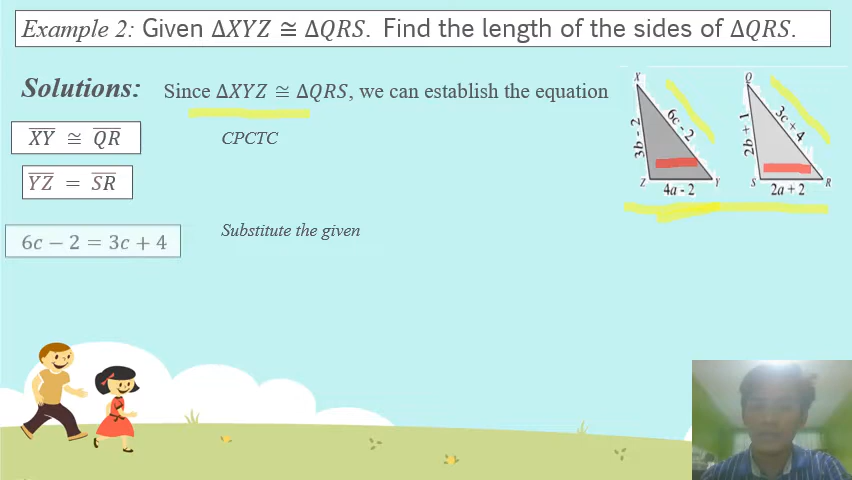 Example 2: Given ΔXYZ ≅ ΔQRS. Find the length of the sides of ΔQRS.
Solutions: Since ΔXYZ ≅ ΔQRS, we can establish the equation
XY ≅ QR CPCTC
YZ = SR
6c − 2 = 3c + 4 Substitute the given
X
3b - 2
6c - 2
Z
Y
4a - 2
Q
2b + 1
3c + 4
S
R
2a + 2